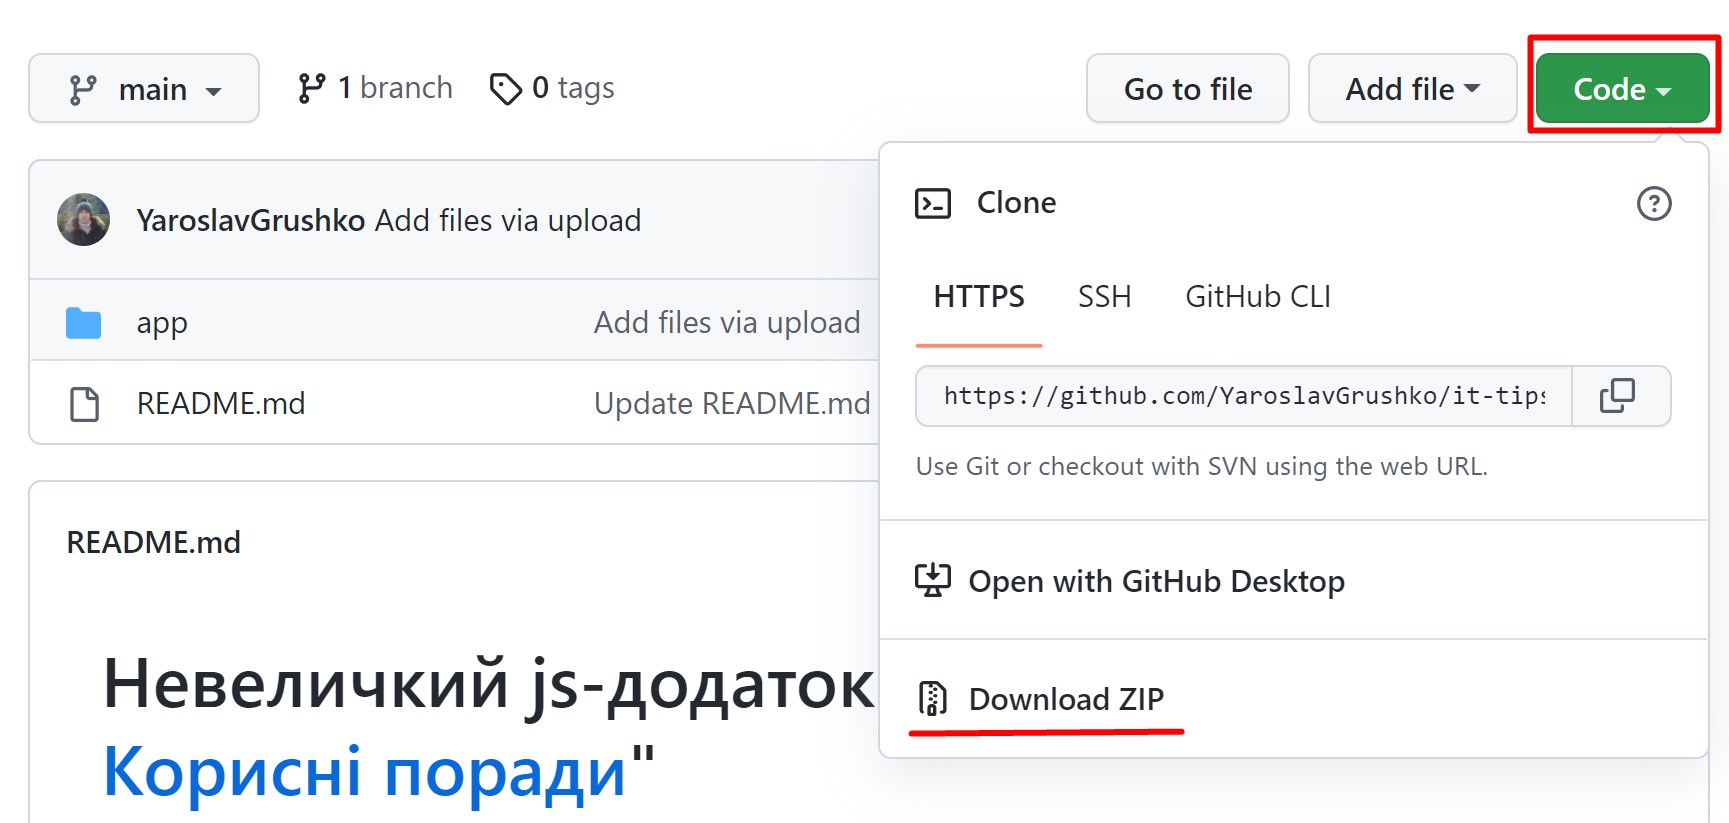 main
1 branch
0 tags
Go to file
Add file
Code
YaroslavGrushko Add files via upload
app
Add files via upload
README.md
Update README.md
Clone
HTTPS
SSH
GitHub CLI
https://github.com/YaroslavGrushko/it-tips
Use Git or checkout with SVN using the web URL.
Open with GitHub Desktop
Download ZIP
README.md
Невеличкий js-додаток
Корисні поради"